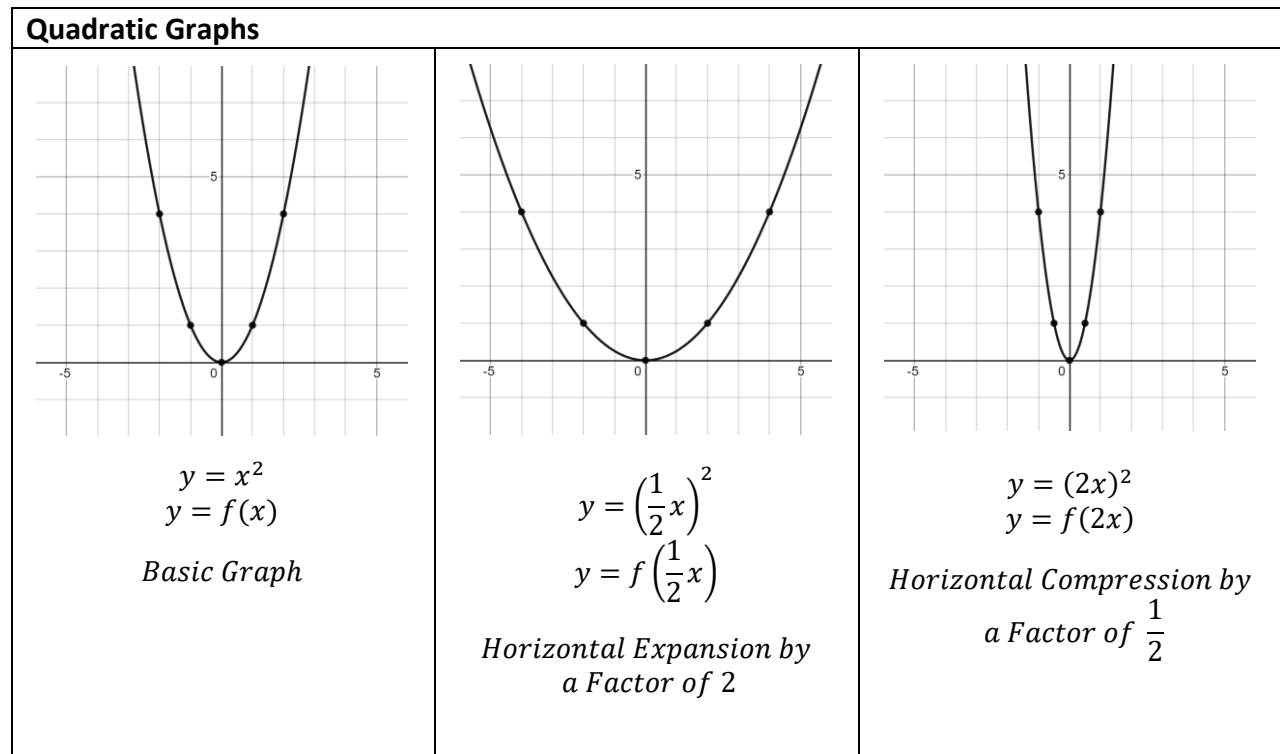 Quadratic Graphs
5
-5
0
5
y = x²
y = f(x)
Basic Graph
5
-5
0
5
y = (1/2 x)²
y = f(1/2 x)
Horizontal Expansion by
a Factor of 2
5
-5
0
5
y = (2x)²
y = f(2x)
Horizontal Compression by
a Factor of 1/2